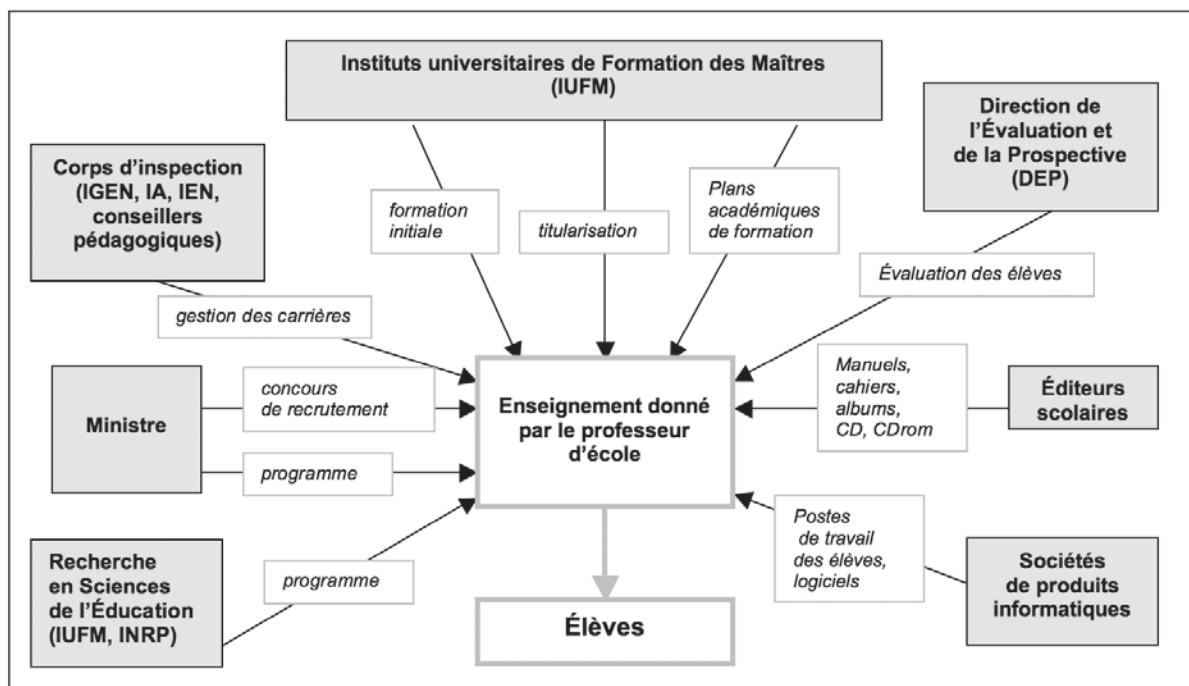 Instituts universitaires de Formation des Maîtres
(IUFM)
Direction de
l'Évaluation et
de la Prospective
(DEP)
Corps d'inspection
(IGEN, IA, IEN,
conseillers
pédagogiques)
formation
initiale
titularisation
Plans
académiques
de formation
Évaluation des élèves
gestion des carrières
Ministre
concours
de recrutement
programme
Enseignement donné
par le professeur
d'école
Manuels,
cahiers,
albums,
CD, CDrom
Éditeurs
scolaires
Recherche
en Sciences
de l'Éducation
(IUFM, INRP)
programme
Postes
de travail
des élèves,
logiciels
Sociétés
de produits
informatiques
Élèves